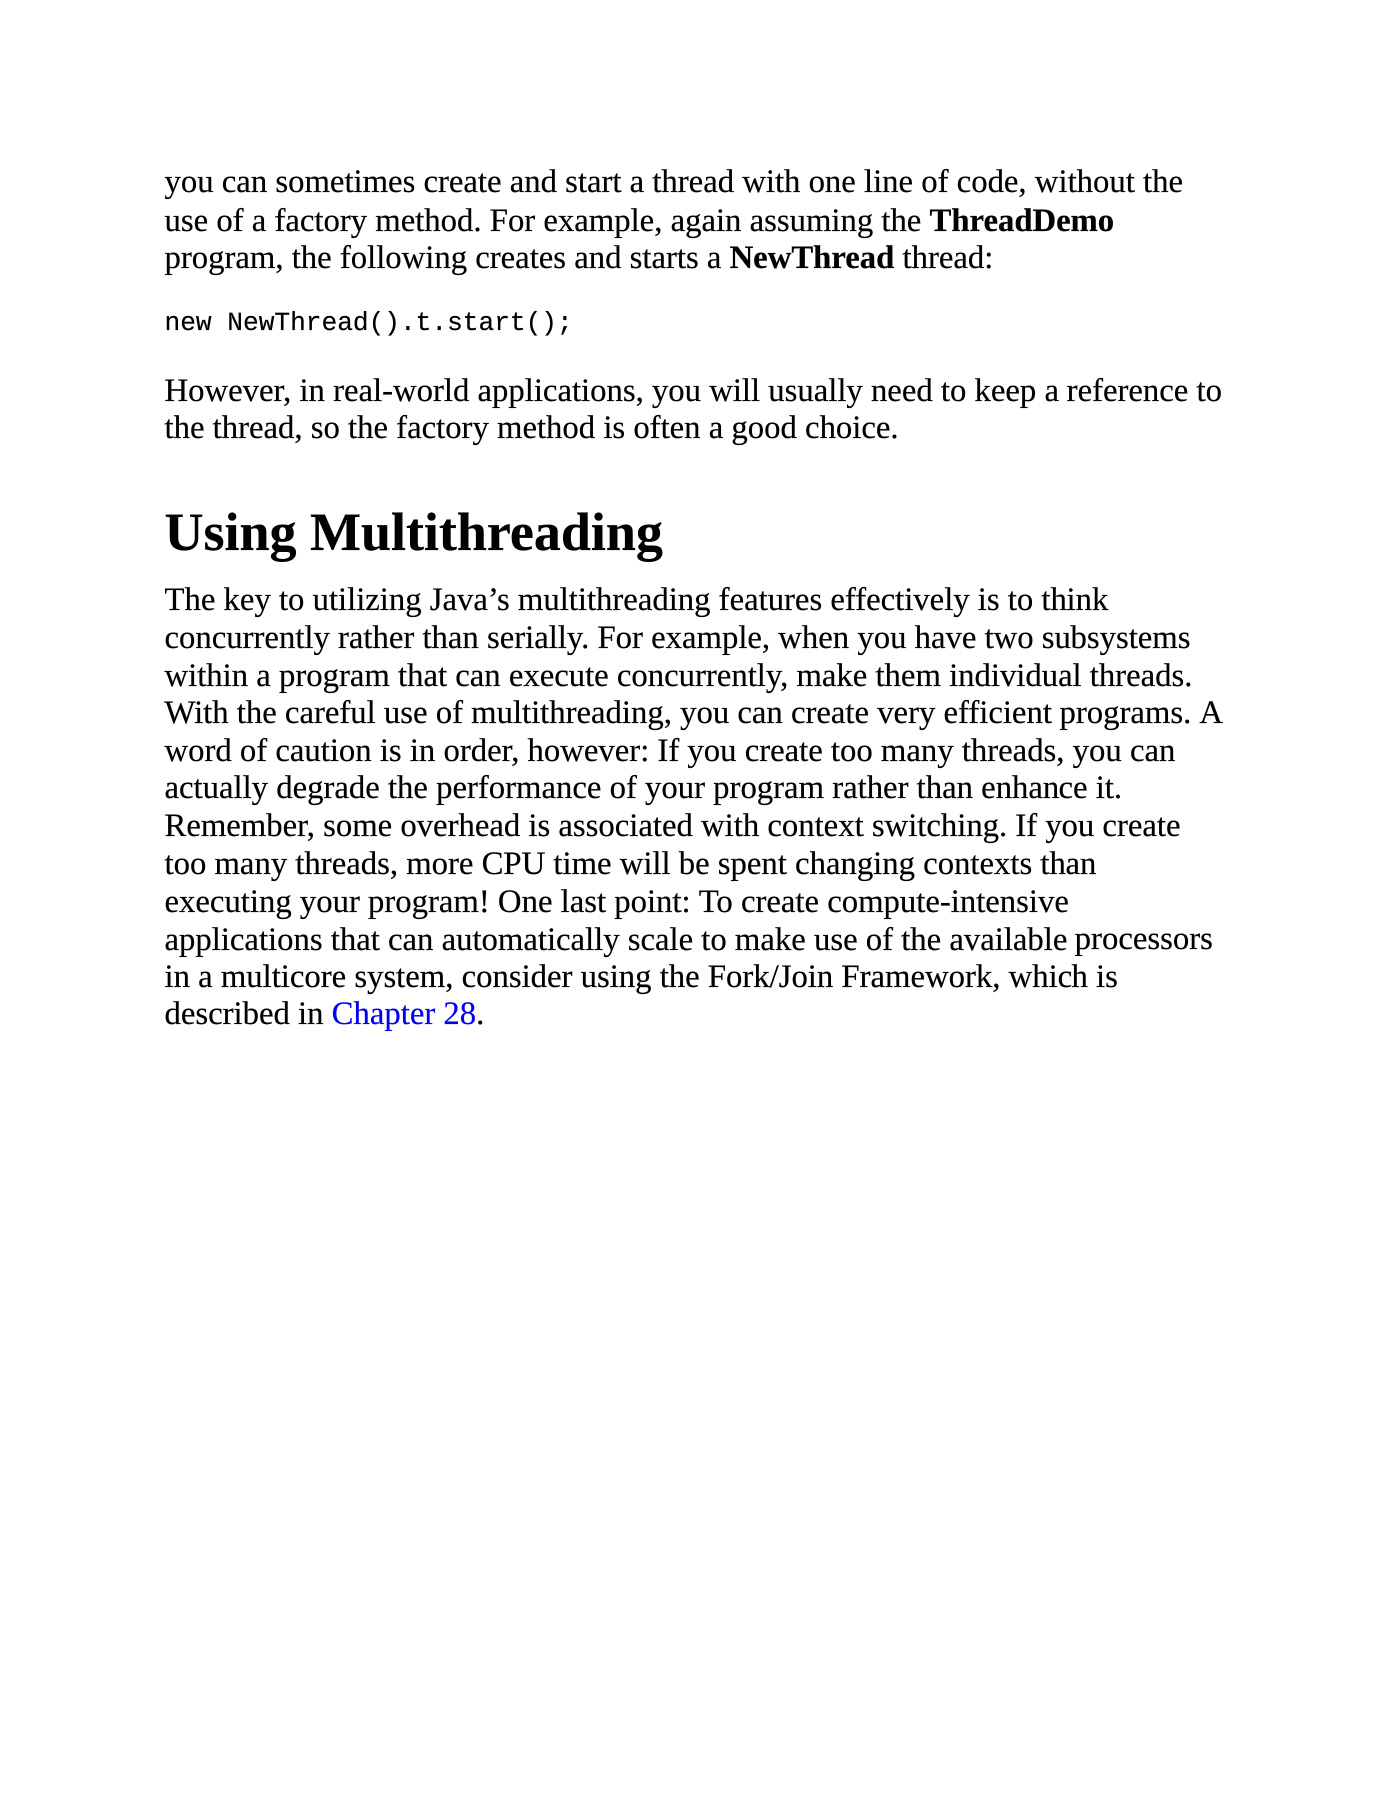 you can sometimes create and start a thread with one line of code, without the
use of a factory method. For example, again assuming the ThreadDemo
program, the following creates and starts a NewThread thread:
new NewThread().t.start();
However, in real-world applications, you will usually need to keep a reference to
the thread, so the factory method is often a good choice.
Using Multithreading
The key to utilizing Java’s multithreading features effectively is to think
concurrently rather than serially. For example, when you have two subsystems
within a program that can execute concurrently, make them individual threads.
With the careful use of multithreading, you can create very efficient programs. A
word of caution is in order, however: If you create too many threads, you can
actually degrade the performance of your program rather than enhance it.
Remember, some overhead is associated with context switching. If you create
too many threads, more CPU time will be spent changing contexts than
executing your program! One last point: To create compute-intensive
applications that can automatically scale to make use of the available processors
in a multicore system, consider using the Fork/Join Framework, which is
described in Chapter 28.